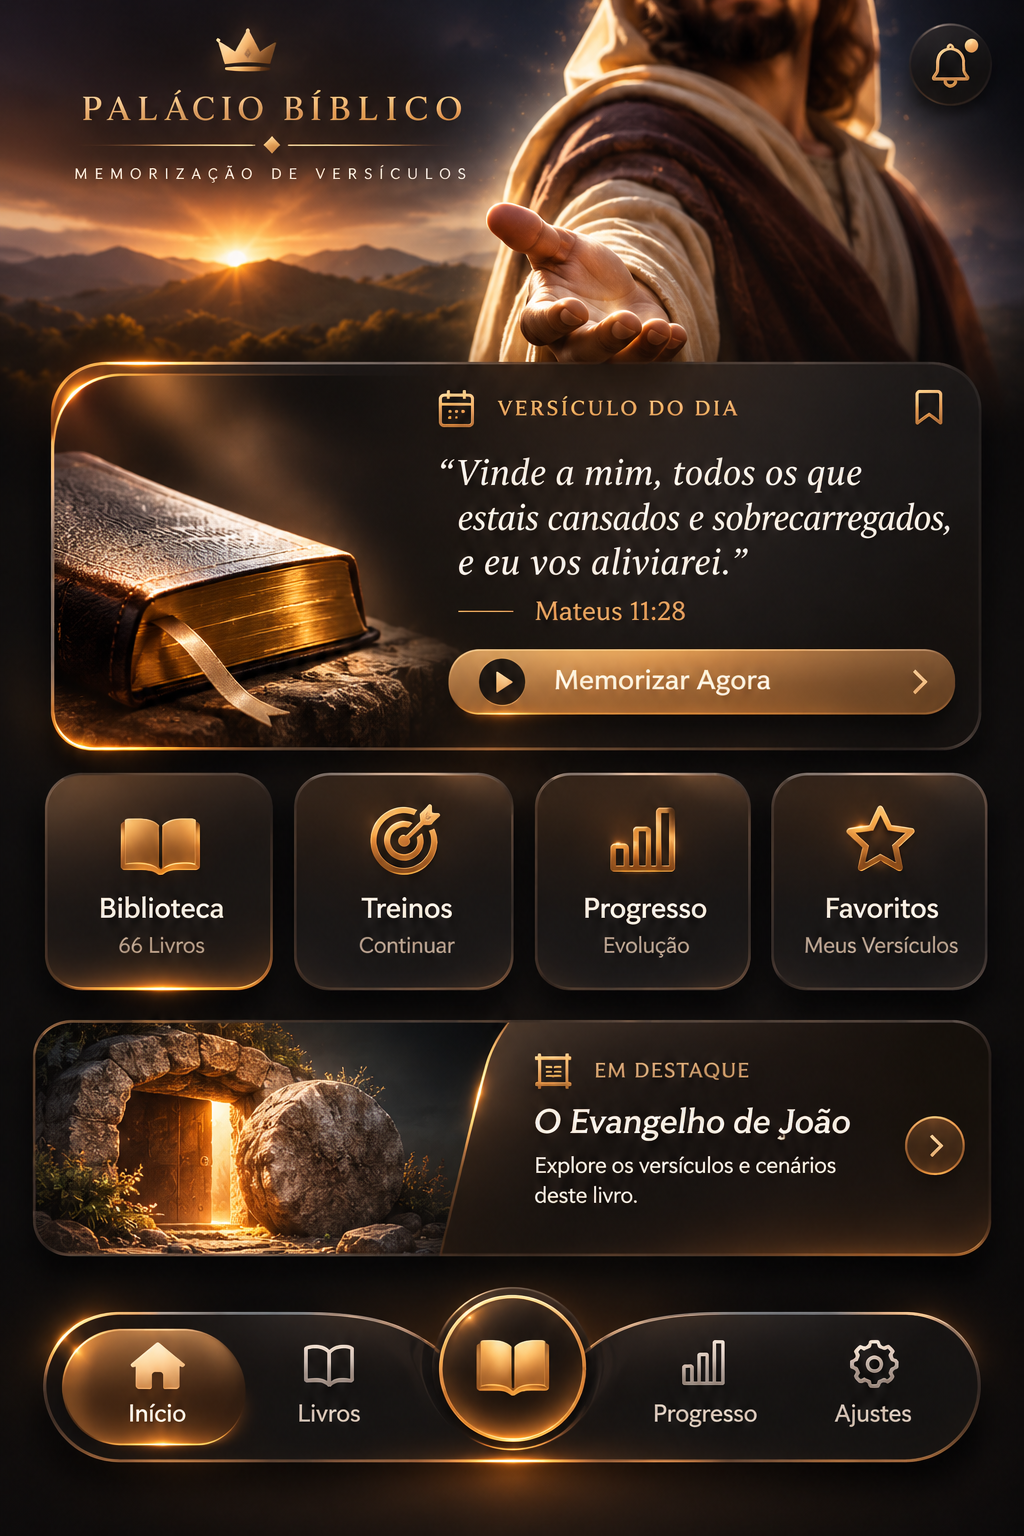 PALÁCIO BÍBLICO
MEMORIZAÇÃO DE VERSÍCULOS
VERSÍCULO DO DIA
“Vinde a mim, todos os que
estais cansados e sobrecarregados,
e eu vos aliviarei.”
Mateus 11:28
Memorizar Agora
Biblioteca
66 Livros
Treinos
Continuar
Progresso
Evolução
Favoritos
Meus Versículos
EM DESTAQUE
O Evangelho de João
Explore os versículos e cenários
deste livro.
Início
Livros
Progresso
Ajustes